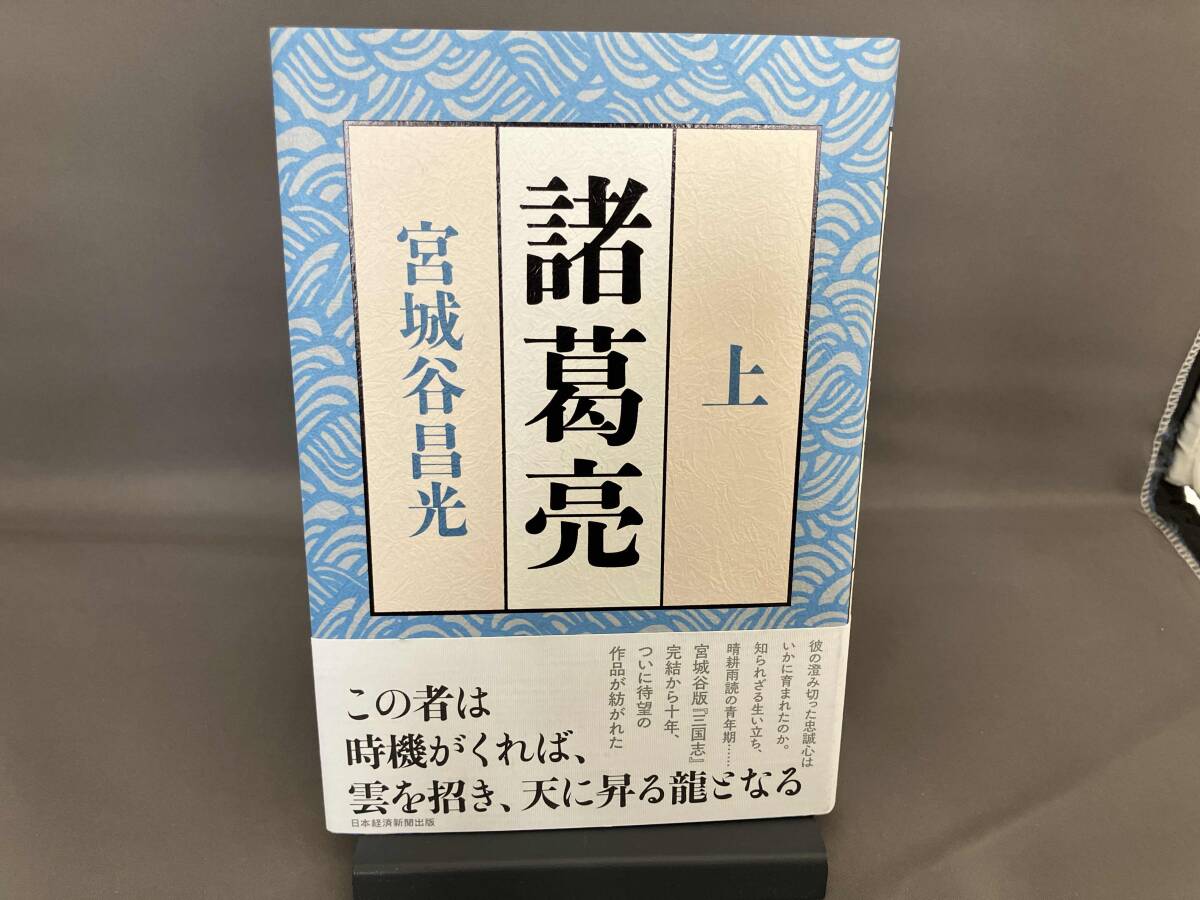 上
諸葛亮
宮城谷昌光
彼の澄み切った忠誠心は
いかに育まれたのか。
知られざる生い立ち、
晴耕雨読の青年期……
宮城谷版『三国志』
完結から十年、
ついに待望の
作品が紡がれた
この者は
時機がくれば、
雲を招き、天に昇る龍となる
日本経済新聞出版